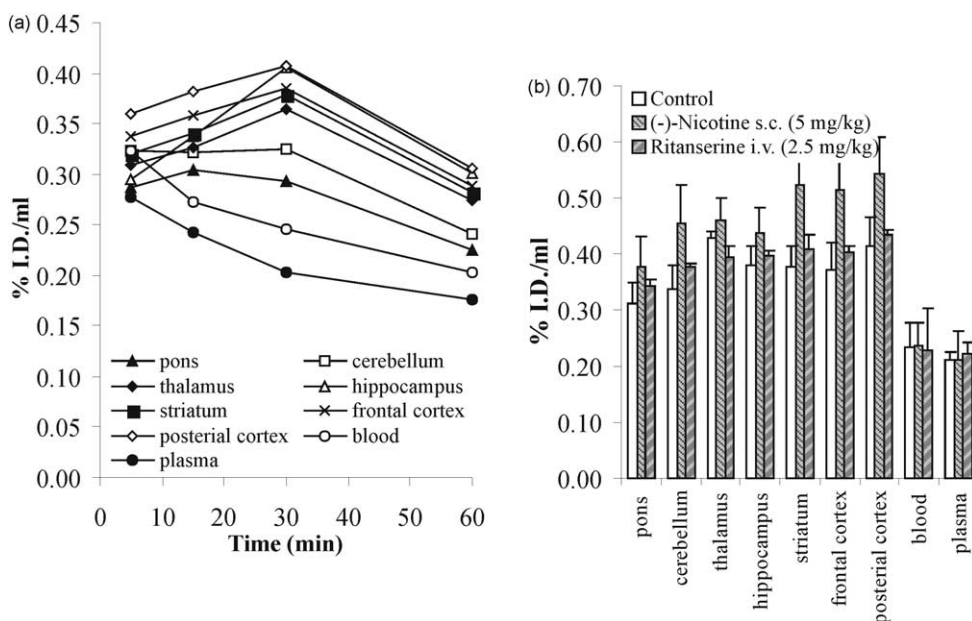 (a)
0.45
0.40
0.35
0.30
0.25
0.20
0.15
0.10
0.05
0.00
% I.D./ml
pons
cerebellum
thalamus
hippocampus
striatum
frontal cortex
posterial cortex
blood
plasma
0 10 20 30 40 50 60
Time (min)
(b)
0.70
0.60
0.50
0.40
0.30
0.20
0.10
0.00
% I.D./ml
Control
(-)-Nicotine s.c. (5 mg/kg)
Ritanserine i.v. (2.5 mg/kg)
pons
cerebellum
thalamus
hippocampus
striatum
frontal cortex
posterial cortex
blood
plasma